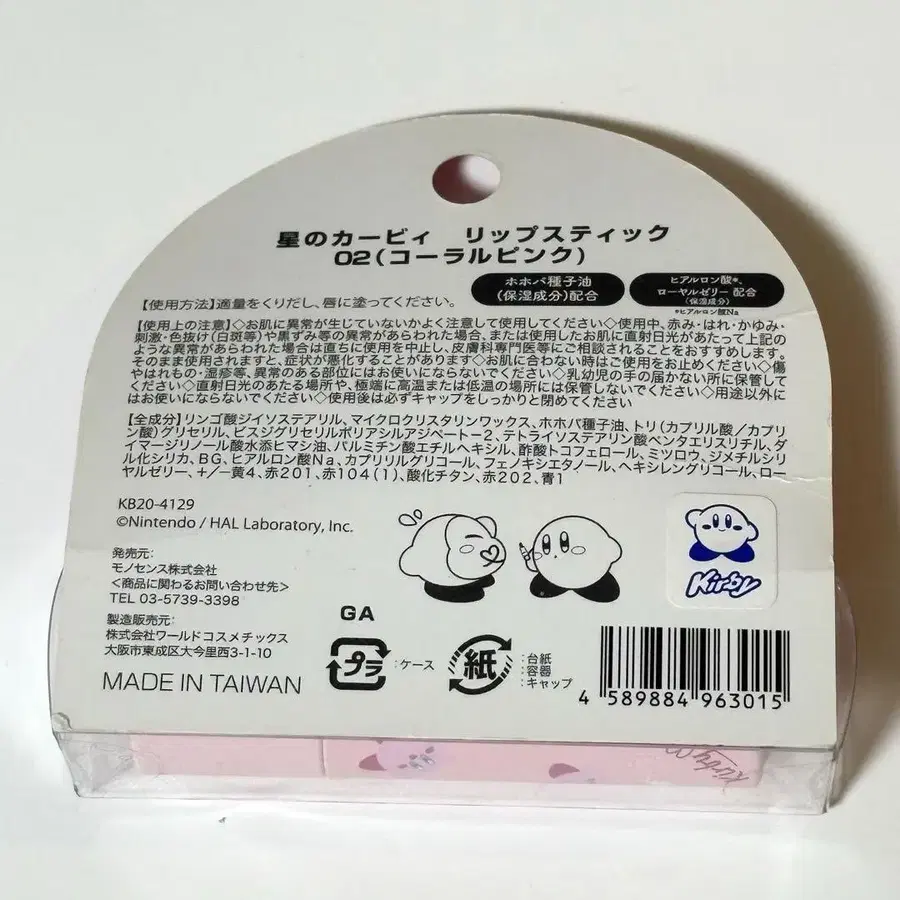 星のカービィ リップスティック
02(コーラルピンク)
ホホバ種子油
(保湿成分)配合
ヒアルロン酸*、
ローヤルゼリー 配合
(保湿成分)
*ヒアルロン酸Na
【使用方法】適量をくりだし、唇に塗ってください。
【使用上の注意】◇お肌に異常が生じていないかよく注意して使用してください◇使用中、赤み・はれ・かゆみ・
刺激・色抜け(白斑等)や黒ずみ等の異常があらわれた場合、または使用したお肌に直射日光があたって上記の
ような異常があらわれた場合は直ちに使用を中止し、皮膚科専門医等にご相談されることをおすすめします。
そのまま使用されますと、症状が悪化することがあります◇お肌に合わない時はご使用をお止めください◇傷
やはれもの・湿疹等、異常のある部位にはお使いにならないでください◇乳幼児の手の届かない所に保管して
ください◇直射日光のあたる場所や、極端に高温または低温の場所には保管しないでください◇用途以外に
はお使いにならないでください◇使用後は必ずキャップをしっかりと閉めてください
【全成分】リンゴ酸ジイソステアリル、マイクロクリスタリンワックス、ホホバ種子油、トリ(カプリル酸/カプリ
ン酸)グリセリル、ビスジグリセリルポリアシルアジペート-2、テトライソステアリン酸ペンタエリスリチル、ダ
イマージリノール酸水添ヒマシ油、パルミチン酸エチルヘキシル、酢酸トコフェロール、ミツロウ、ジメチルシリ
ル化シリカ、BG、ヒアルロン酸Na、カプリリルグリコール、フェノキシエタノール、ヘキシレングリコール、ロー
ヤルゼリー、+/-黄4、赤201、赤104(1)、酸化チタン、赤202、青1
KB20-4129
©Nintendo / HAL Laboratory, Inc.
発売元:
モノセンス株式会社
<商品に関わるお問い合わせ先>
TEL 03-5739-3398
製造販売元:
株式会社ワールドコスメチックス
大阪市東成区大今里西3-1-10
MADE IN TAIWAN
GA
プラ
:ケース
紙
:台紙
:容器
:キャップ
Kirby
4 589884 963015
Kirby